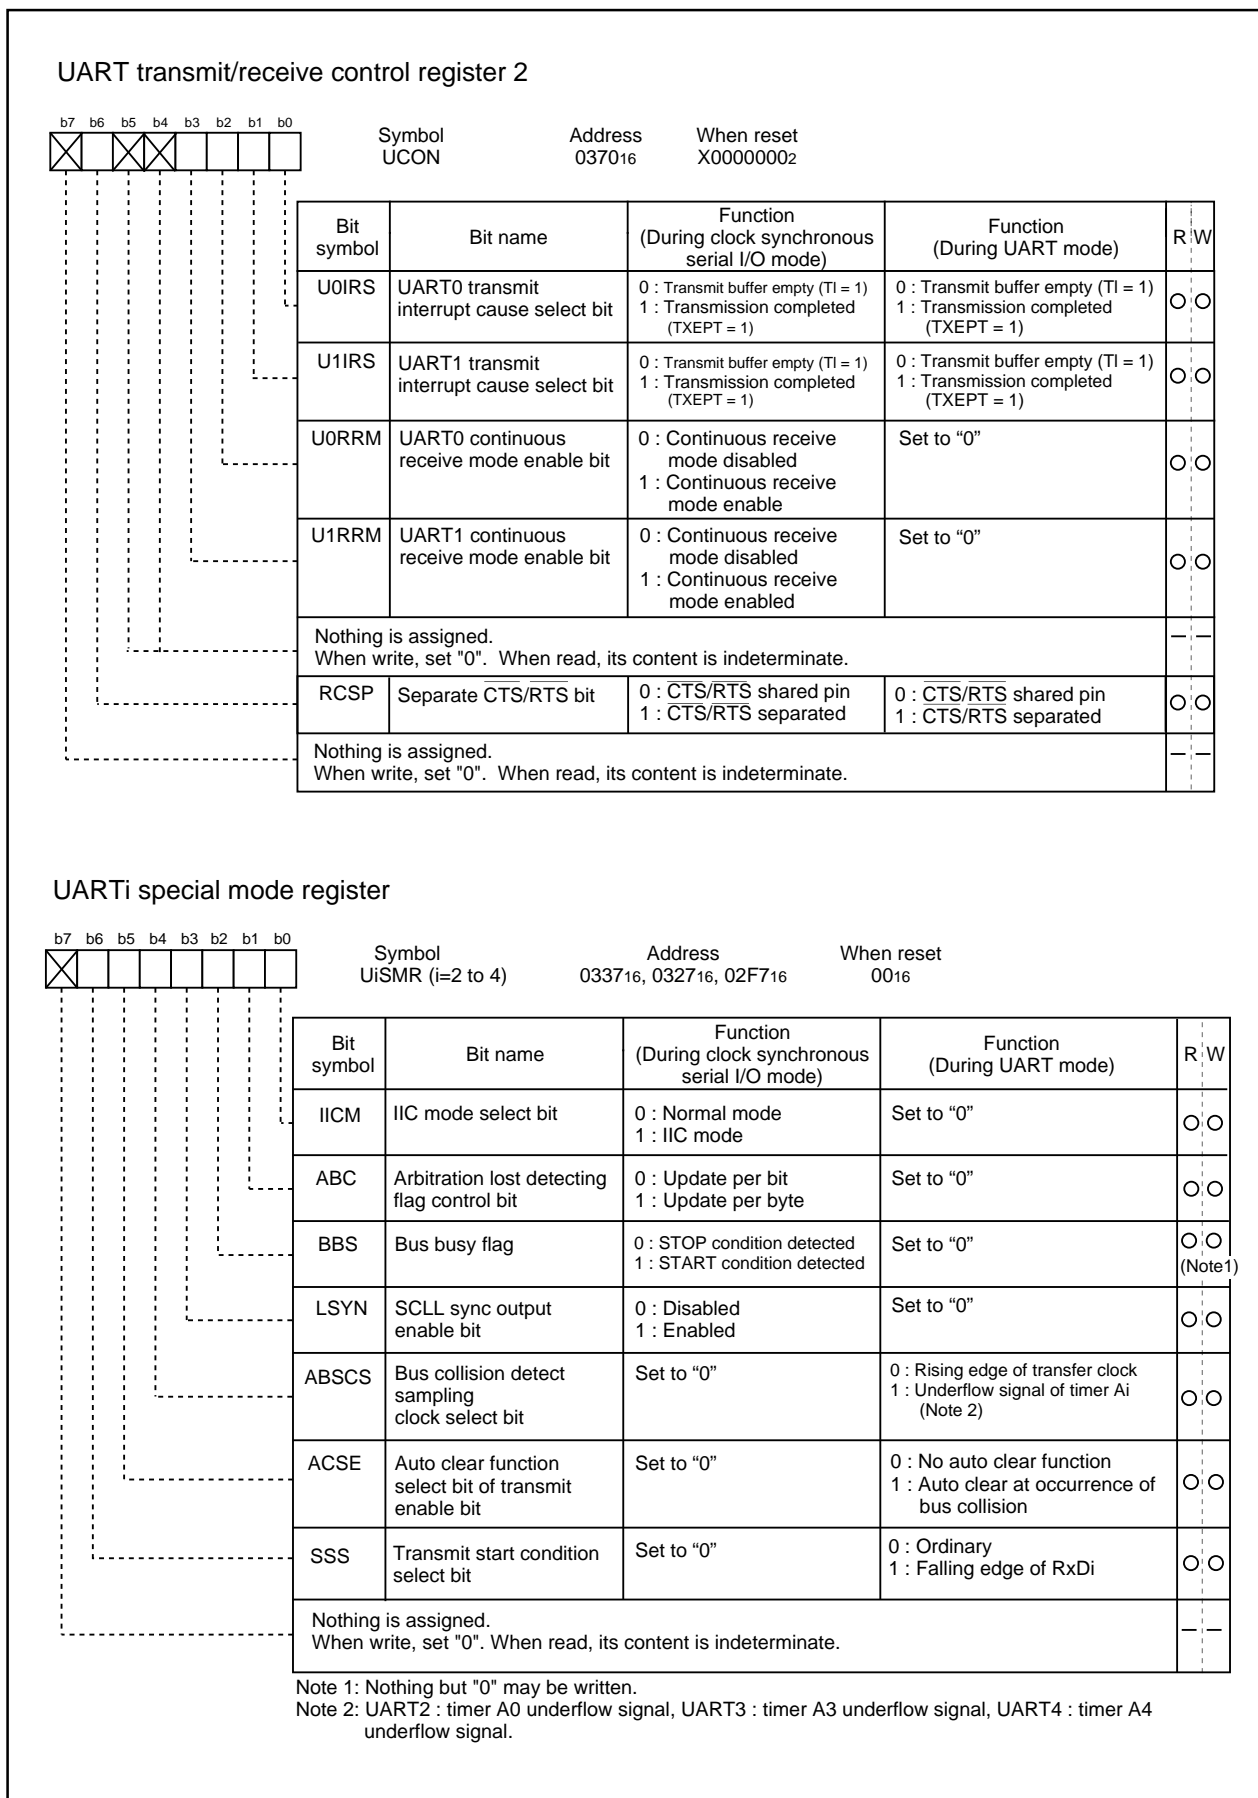 UART transmit/receive control register 2
b7 b6 b5 b4 b3 b2 b1 b0
Symbol Address When reset
UCON 037016 X00000002
Bit symbol Bit name Function (During clock synchronous serial I/O mode) Function (During UART mode) R W
U0IRS UART0 transmit interrupt cause select bit
0 : Transmit buffer empty (TI = 1)
1 : Transmission completed
(TXEPT = 1)
0 : Transmit buffer empty (TI = 1)
1 : Transmission completed
(TXEPT = 1)
U1IRS UART1 transmit interrupt cause select bit
0 : Transmit buffer empty (TI = 1)
1 : Transmission completed
(TXEPT = 1)
0 : Transmit buffer empty (TI = 1)
1 : Transmission completed
(TXEPT = 1)
U0RRM UART0 continuous receive mode enable bit
0 : Continuous receive
mode disabled
1 : Continuous receive
mode enable
Set to “0”
U1RRM UART1 continuous receive mode enable bit
0 : Continuous receive
mode disabled
1 : Continuous receive
mode enabled
Set to “0”
Nothing is assigned.
When write, set "0". When read, its content is indeterminate.
– –
RCSP Separate CTS/RTS bit
0 : CTS/RTS shared pin
1 : CTS/RTS separated
0 : CTS/RTS shared pin
1 : CTS/RTS separated
Nothing is assigned.
When write, set "0". When read, its content is indeterminate.
– –
UARTi special mode register
b7 b6 b5 b4 b3 b2 b1 b0
Symbol Address When reset
UiSMR (i=2 to 4) 033716, 032716, 02F716 0016
Bit symbol Bit name Function (During clock synchronous serial I/O mode) Function (During UART mode) R W
IICM IIC mode select bit
0 : Normal mode
1 : IIC mode
Set to “0”
ABC Arbitration lost detecting flag control bit
0 : Update per bit
1 : Update per byte
Set to “0”
BBS Bus busy flag
0 : STOP condition detected
1 : START condition detected
Set to “0”
(Note1)
LSYN SCLL sync output enable bit
0 : Disabled
1 : Enabled
Set to “0”
ABSCS Bus collision detect sampling clock select bit
Set to “0”
0 : Rising edge of transfer clock
1 : Underflow signal of timer Ai
(Note 2)
ACSE Auto clear function select bit of transmit enable bit
Set to “0”
0 : No auto clear function
1 : Auto clear at occurrence of
bus collision
SSS Transmit start condition select bit
Set to “0”
0 : Ordinary
1 : Falling edge of RxDi
Nothing is assigned.
When write, set "0". When read, its content is indeterminate.
– –
Note 1: Nothing but "0" may be written.
Note 2: UART2 : timer A0 underflow signal, UART3 : timer A3 underflow signal, UART4 : timer A4
underflow signal.